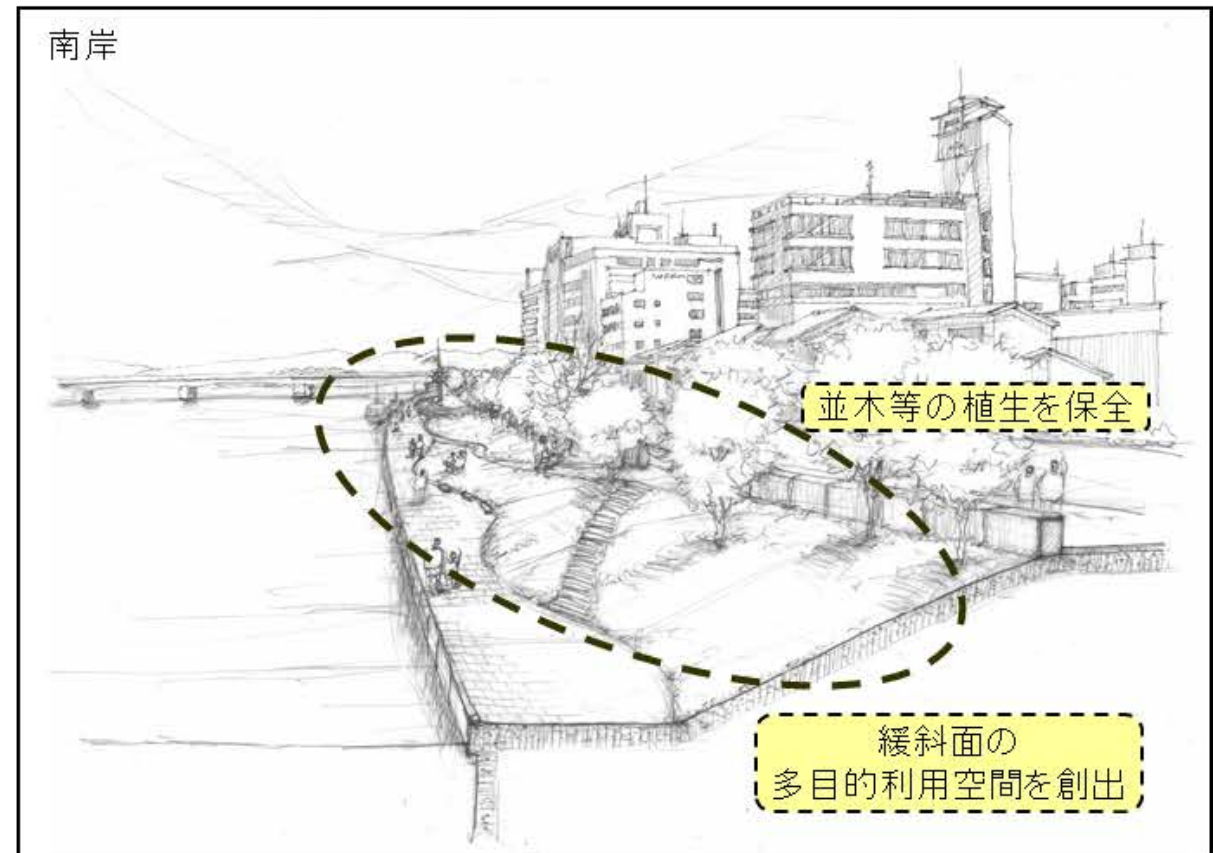 南岸
並木等の植生を保全
緩斜面の
多目的利用空間を創出